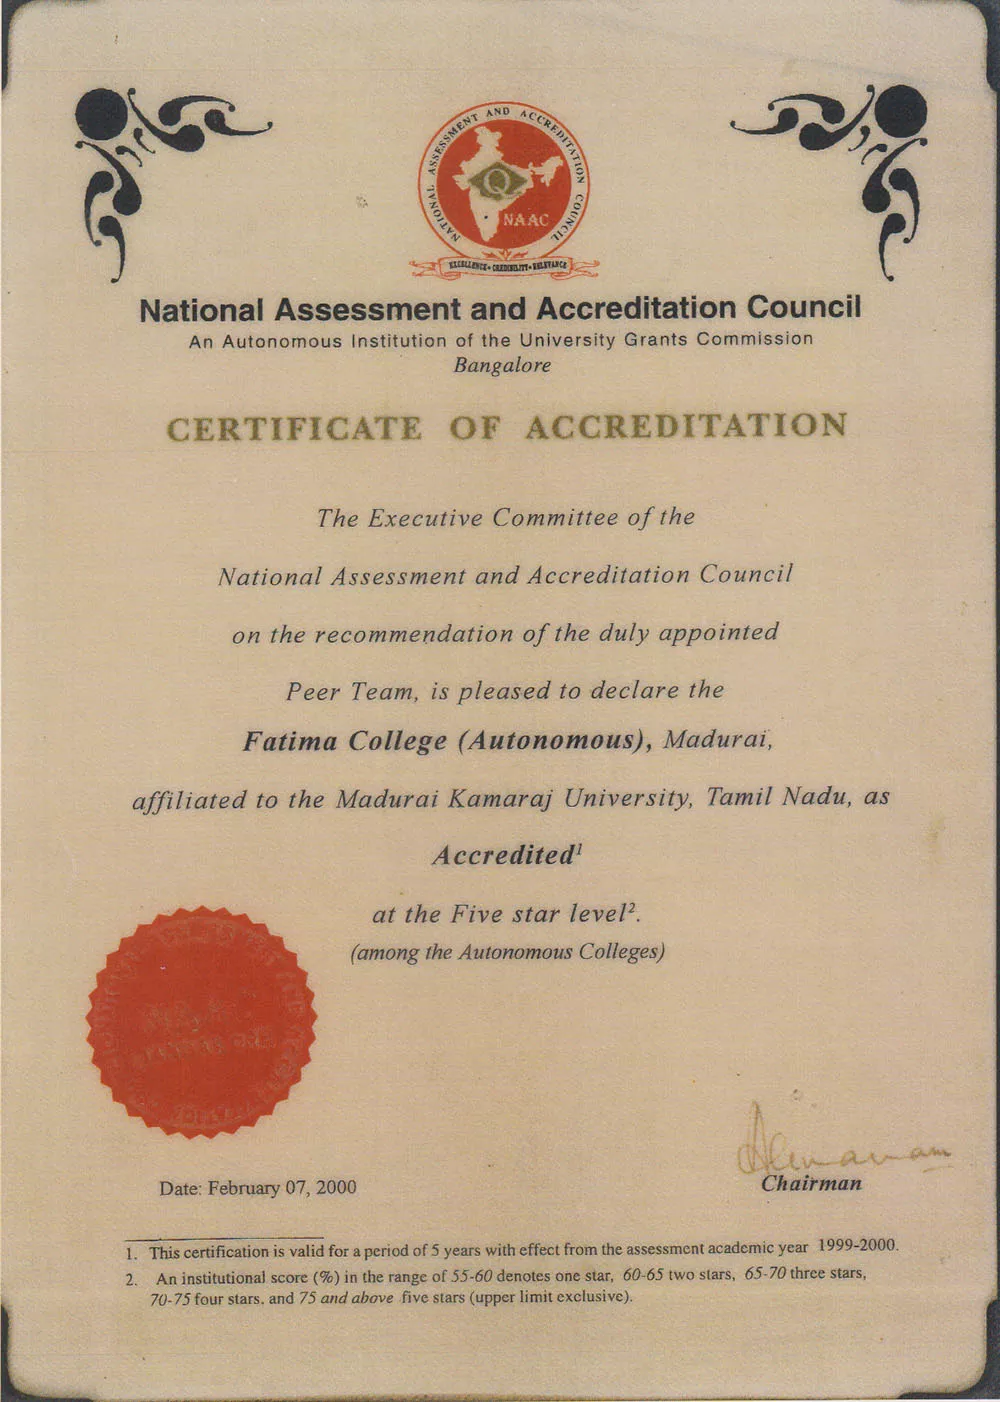 NATIONAL ASSESSMENT AND ACCREDITATION COUNCIL
NAAC
EXCELLENCE • CREDIBILITY • RELEVANCE
National Assessment and Accreditation Council
An Autonomous Institution of the University Grants Commission
Bangalore
CERTIFICATE OF ACCREDITATION
The Executive Committee of the
National Assessment and Accreditation Council
on the recommendation of the duly appointed
Peer Team, is pleased to declare the
Fatima College (Autonomous), Madurai,
affiliated to the Madurai Kamaraj University, Tamil Nadu, as
Accredited¹
at the Five star level².
(among the Autonomous Colleges)
Date: February 07, 2000
Chairman
1. This certification is valid for a period of 5 years with effect from the assessment academic year 1999-2000.
2. An institutional score (%) in the range of 55-60 denotes one star, 60-65 two stars, 65-70 three stars,
70-75 four stars. and 75 and above five stars (upper limit exclusive).